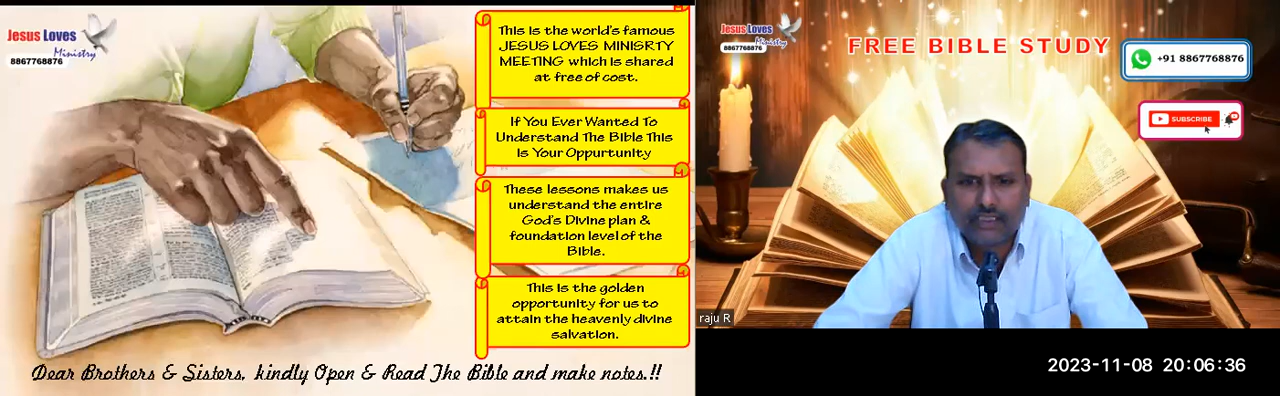 Jesus Loves
Ministry
8867768876
This is the world's famous
JESUS LOVES MINISRTY
MEETING which is shared
at free of cost.
If You Ever Wanted To
Understand The Bible This
is Your Oppurtunity
These lessons makes us
understand the entire
God's Divine plan &
foundation level of the
Bible.
This is the golden
opportunity for us to
attain the heavenly divine
salvation.
Dear Brothers & Sisters, kindly Open & Read The Bible and make notes.!!
Jesus Loves
Ministry
8867768876
FREE BIBLE STUDY
+91 8867768876
SUBSCRIBE
raju R
2023-11-08 20:06:36